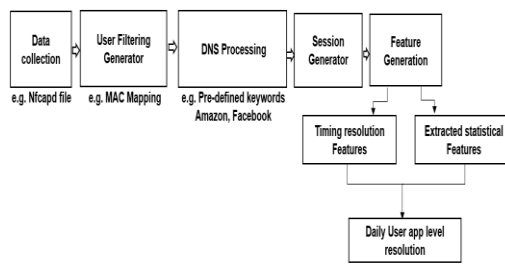 Data
collection
User Filtering
Generator
DNS Processing
Session
Generator
Feature
Generation
e.g. Nfcapd file
e.g. MAC Mapping
e.g. Pre-defined keywords
Amazon, Facebook
Timing resolution
Features
Extracted statistical
Features
Daily User app level
resolution